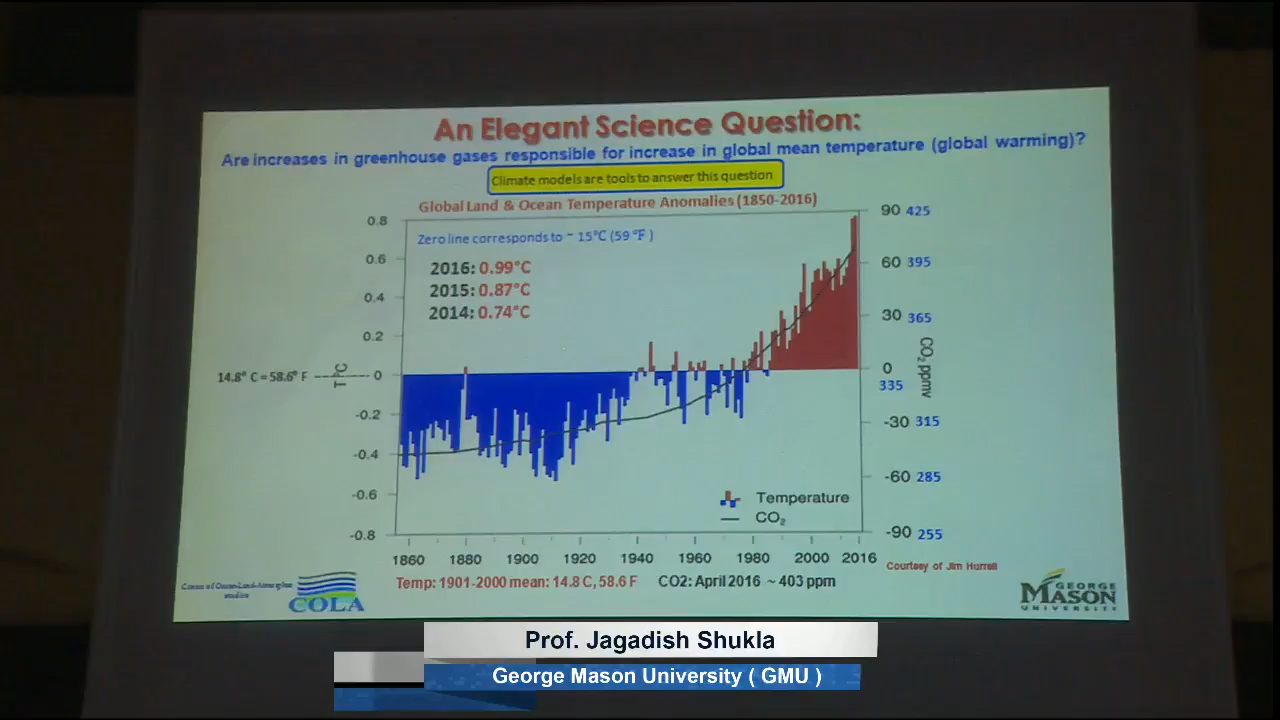 An Elegant Science Question:
Are increases in greenhouse gases responsible for increase in global mean temperature (global warming)?
Climate models are tools to answer this question
Global Land & Ocean Temperature Anomalies (1850-2016)
Zero line corresponds to ~ 15°C (59 °F )
2016: 0.99°C
2015: 0.87°C
2014: 0.74°C
0.8
0.6
0.4
0.2
0
-0.2
-0.4
-0.6
-0.8
14.8° C = 58.6° F
T°C
90 425
60 395
30 365
0
335
-30 315
-60 285
-90 255
CO₂ ppmv
Temperature
CO₂
1860 1880 1900 1920 1940 1960 1980 2000 2016
Courtesy of Jim Hurrell
Temp: 1901-2000 mean: 14.8 C, 58.6 F CO2: April 2016 ~ 403 ppm
Center of Ocean-Land-Atmosphere
studies
COLA
GEORGE
MASON
UNIVERSITY
Prof. Jagadish Shukla
George Mason University ( GMU )